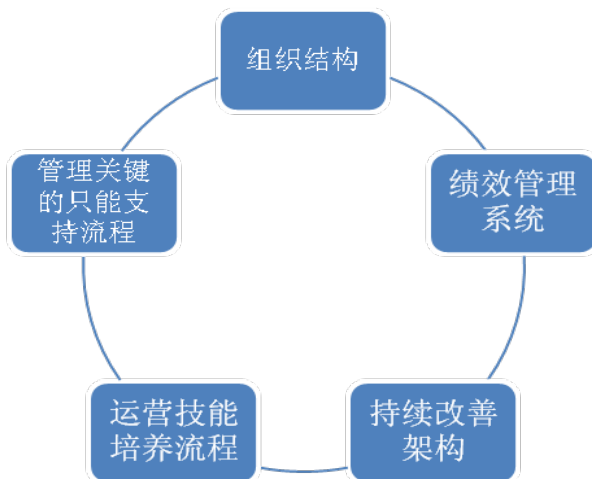 组织结构
绩效管理
系统
持续改善
架构
运营技能
培养流程
管理关键
的只能支
持流程